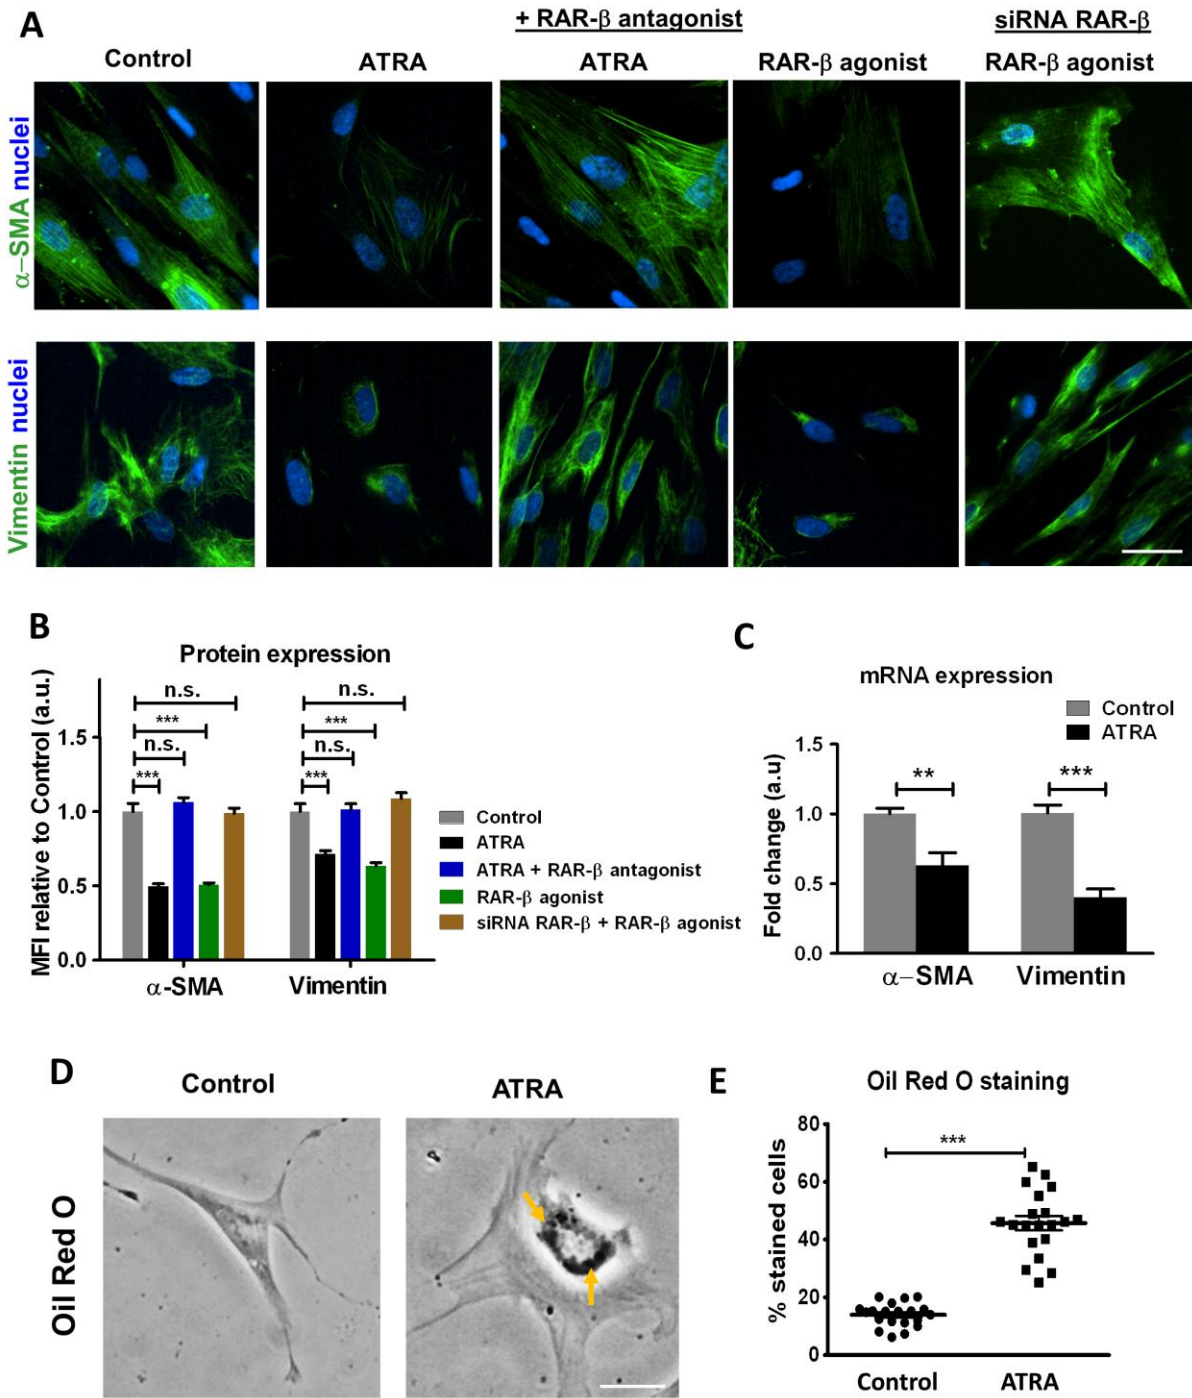 A
+ RAR-β antagonist
siRNA RAR-β
Control
ATRA
ATRA
RAR-β agonist
RAR-β agonist
α–SMA nuclei
Vimentin nuclei
B
Protein expression
MFI relative to Control (a.u.)
1.5
1.0
0.5
0.0
n.s.
***
n.s.
***
n.s.
***
n.s.
***
α-SMA
Vimentin
Control
ATRA
ATRA + RAR-β antagonist
RAR-β agonist
siRNA RAR-β + RAR-β agonist
C
mRNA expression
Control
ATRA
Fold change (a.u)
1.5
1.0
0.5
0.0
**
***
α–SMA
Vimentin
D
Control
ATRA
Oil Red O
E
Oil Red O staining
% stained cells
80
60
40
20
0
***
Control
ATRA